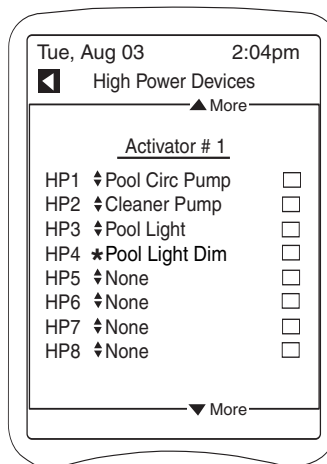 Tue, Aug 03 2:04pm
High Power Devices
More
Activator # 1
HP1 Pool Circ Pump
HP2 Cleaner Pump
HP3 Pool Light
HP4 *Pool Light Dim
HP5 None
HP6 None
HP7 None
HP8 None
More